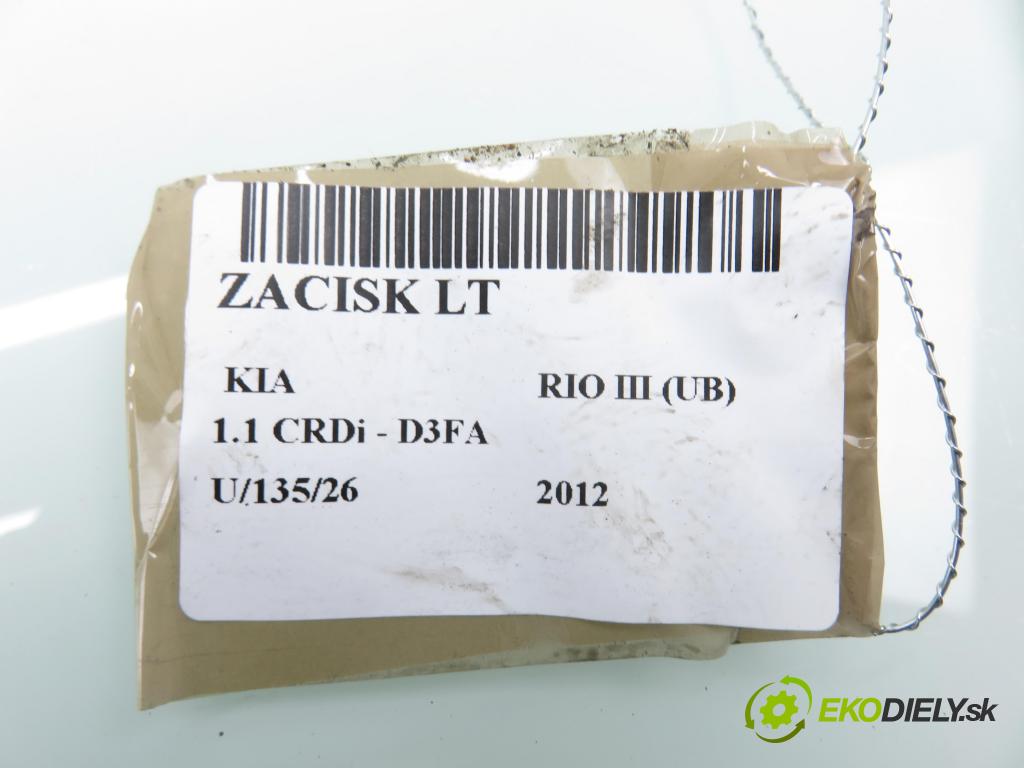 ZACISK LT
KIA RIO III (UB)
1.1 CRDi - D3FA
U/135/26 2012
EKODIELY.sk